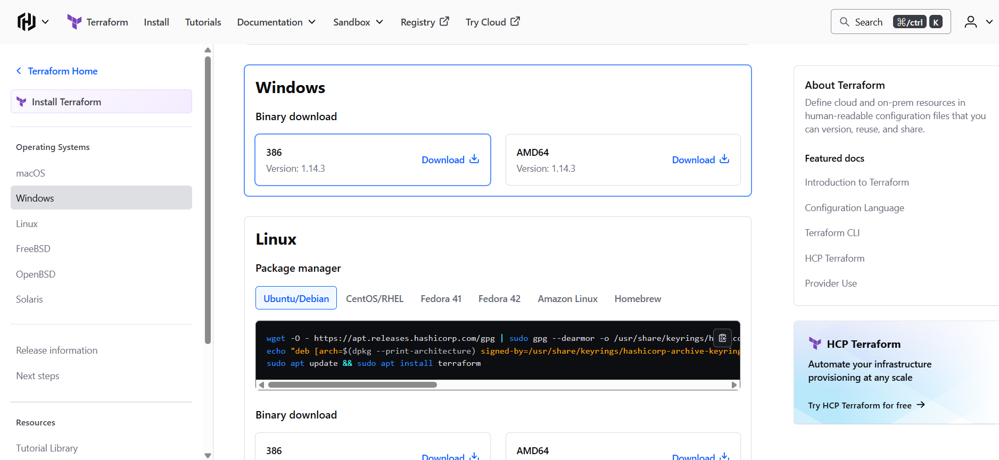 Terraform
Install
Tutorials
Documentation
Sandbox
Registry
Try Cloud
Search
⌘/ctrl
K
Terraform Home
Install Terraform
Operating Systems
macOS
Windows
Linux
FreeBSD
OpenBSD
Solaris
Release information
Next steps
Resources
Tutorial Library
Windows
Binary download
386
Version: 1.14.3
Download
AMD64
Version: 1.14.3
Download
Linux
Package manager
Ubuntu/Debian
CentOS/RHEL
Fedora 41
Fedora 42
Amazon Linux
Homebrew
wget -O - https://apt.releases.hashicorp.com/gpg | sudo gpg --dearmor -o /usr/share/keyrings/
echo "deb [arch=$(dpkg --print-architecture) signed-by=/usr/share/keyrings/hashicorp-archive-keyring
sudo apt update && sudo apt install terraform
Binary download
386
Download
AMD64
Download
About Terraform
Define cloud and on-prem resources in
human-readable configuration files that you
can version, reuse, and share.
Featured docs
Introduction to Terraform
Configuration Language
Terraform CLI
HCP Terraform
Provider Use
HCP Terraform
Automate your infrastructure
provisioning at any scale
Try HCP Terraform for free